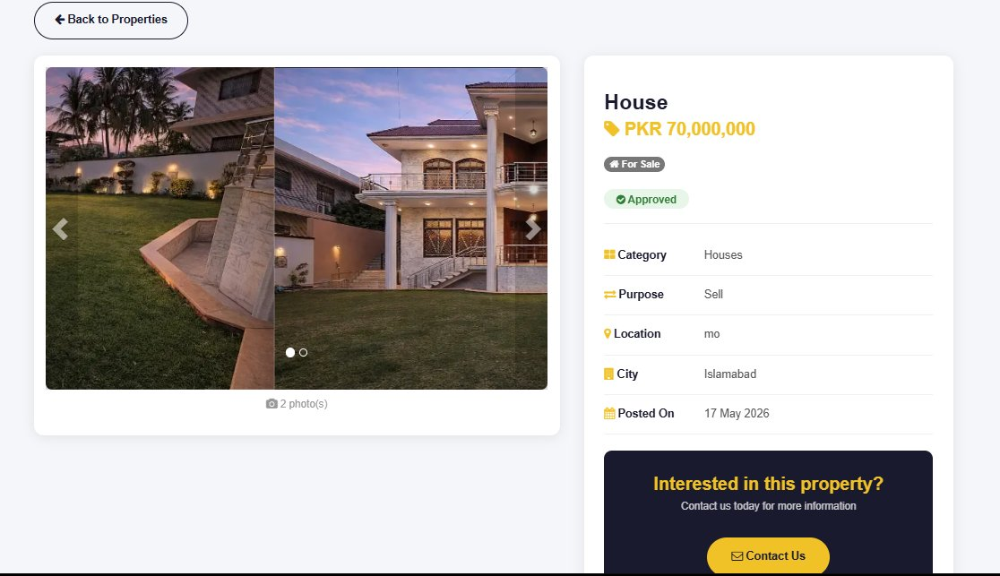 Back to Properties
2 photo(s)
House
PKR 70,000,000
For Sale
Approved
Category Houses
Purpose Sell
Location mo
City Islamabad
Posted On 17 May 2026
Interested in this property?
Contact us today for more information
Contact Us